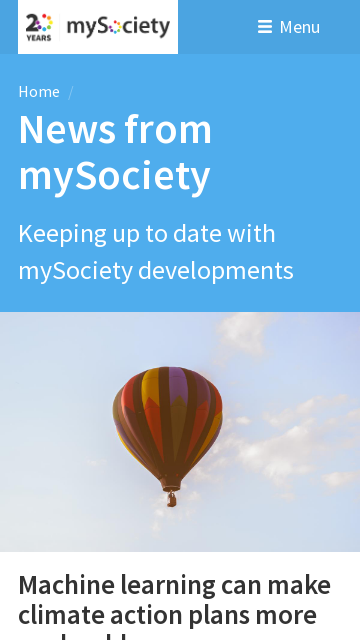 20 YEARS mySociety
Menu
Home /
News from
mySociety
Keeping up to date with
mySociety developments
Machine learning can make
climate action plans more